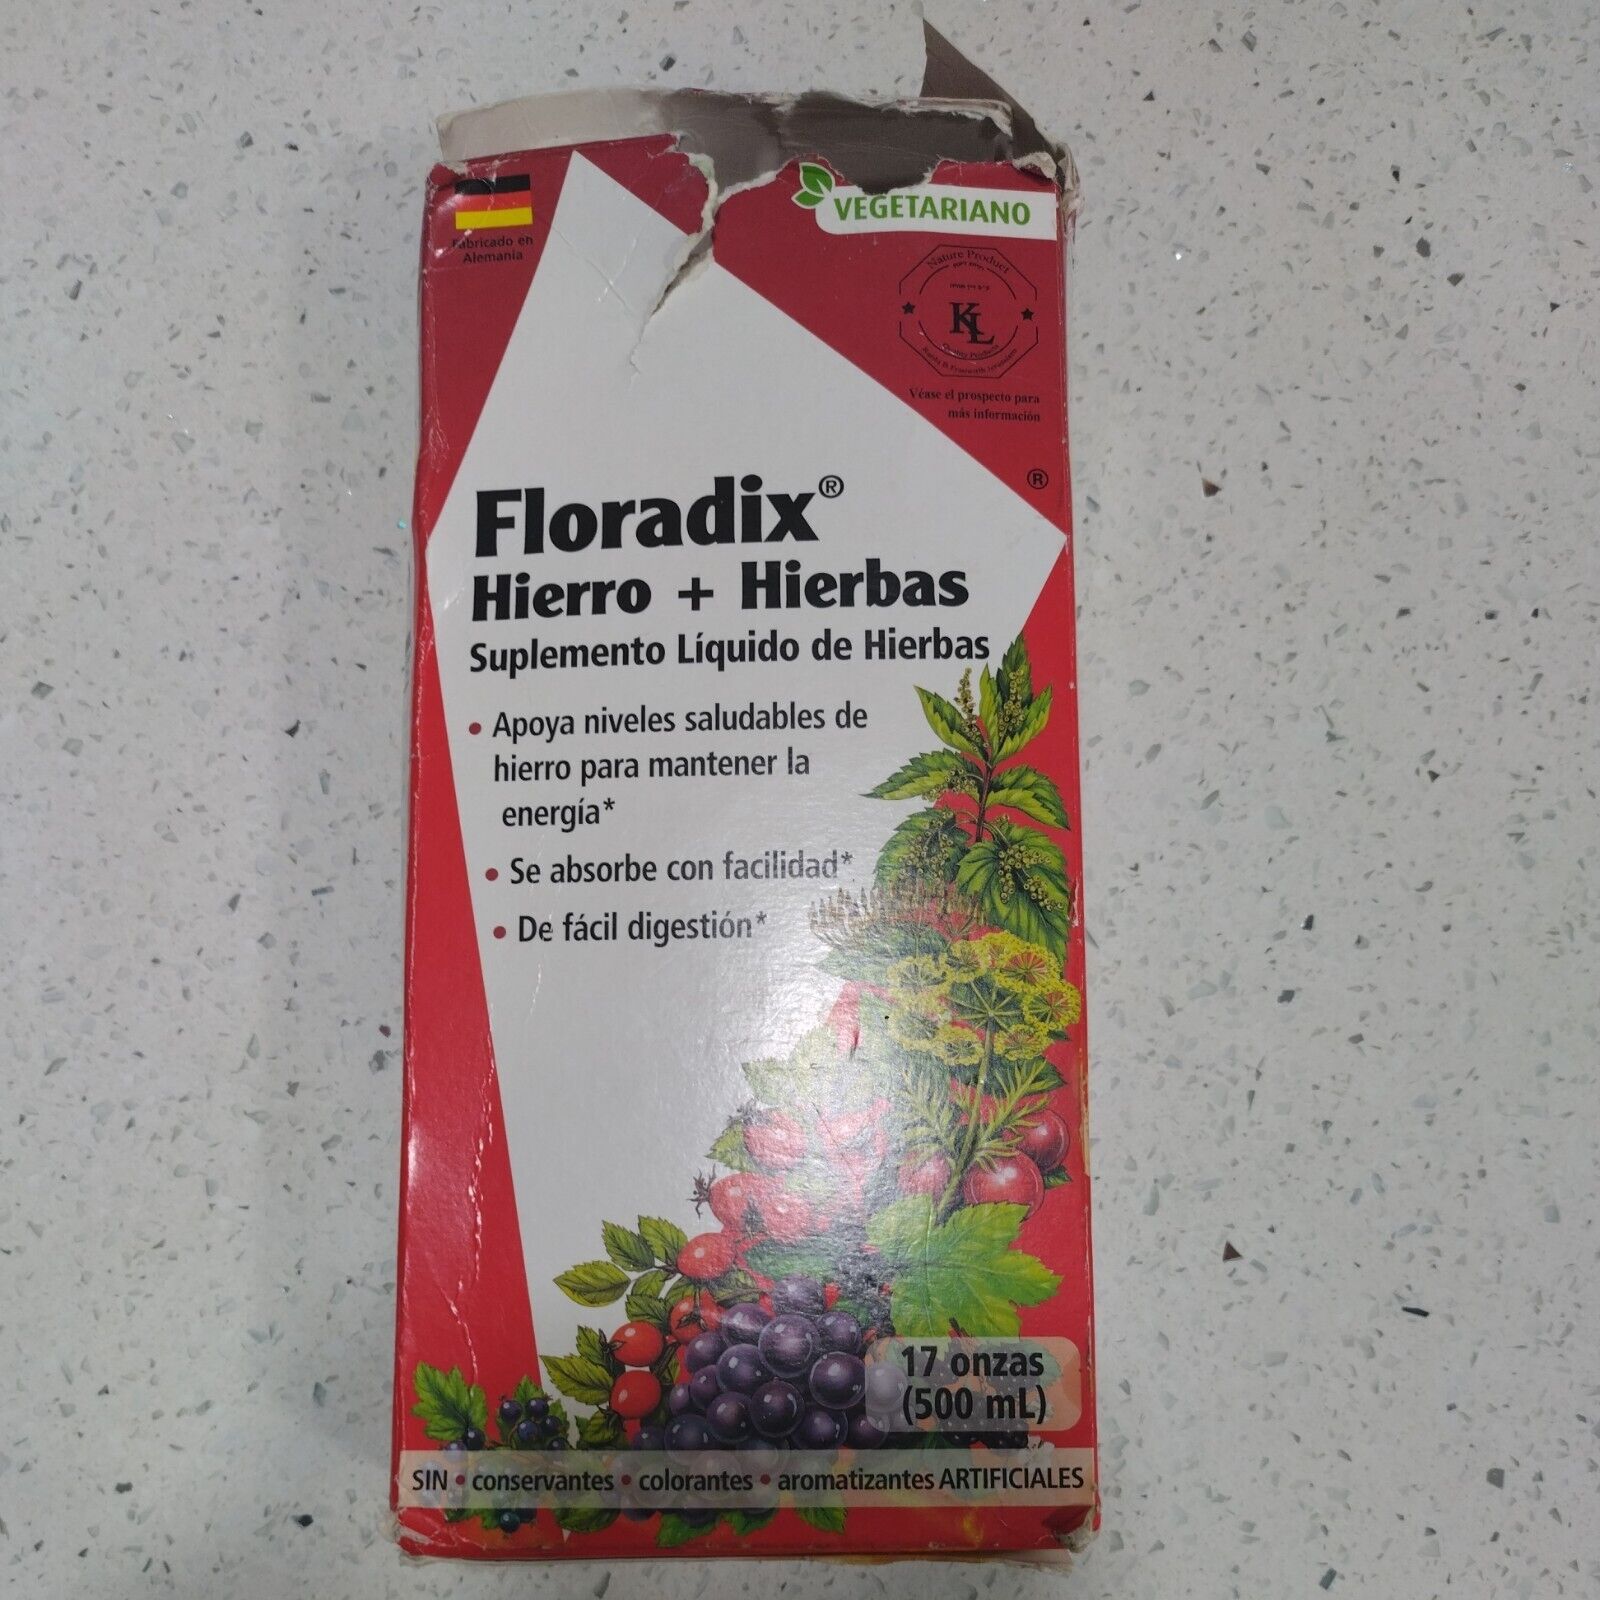 VEGETARIANO
Fabricado en
Alemania
Nature Product
KL
Quality Products
Véase el prospecto para
más información
®
Floradix®
Hierro + Hierbas
Suplemento Líquido de Hierbas
• Apoya niveles saludables de
hierro para mantener la
energía*
• Se absorbe con facilidad*
• De fácil digestión*
17 onzas
(500 mL)
SIN • conservantes • colorantes • aromatizantes ARTIFICIALES